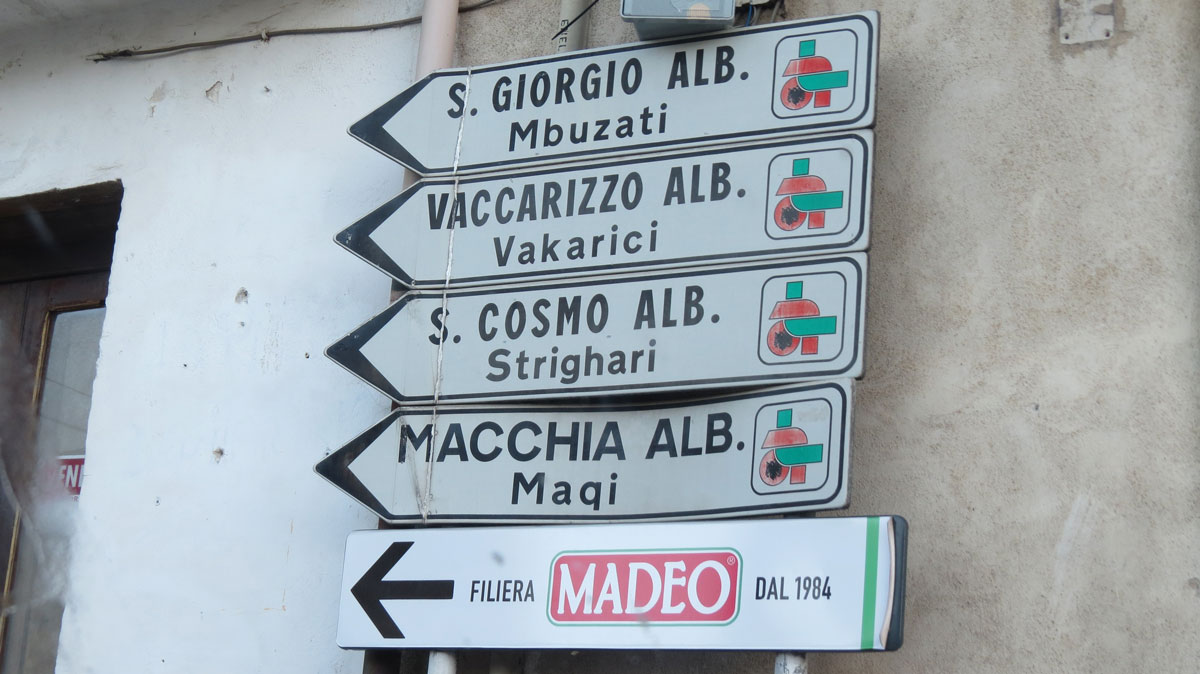 S. GIORGIO ALB.
Mbuzati
VACCARIZZO ALB.
Vakarici
S. COSMO ALB.
Strighari
MACCHIA ALB.
Maqi
FILIERA MADEO® DAL 1984